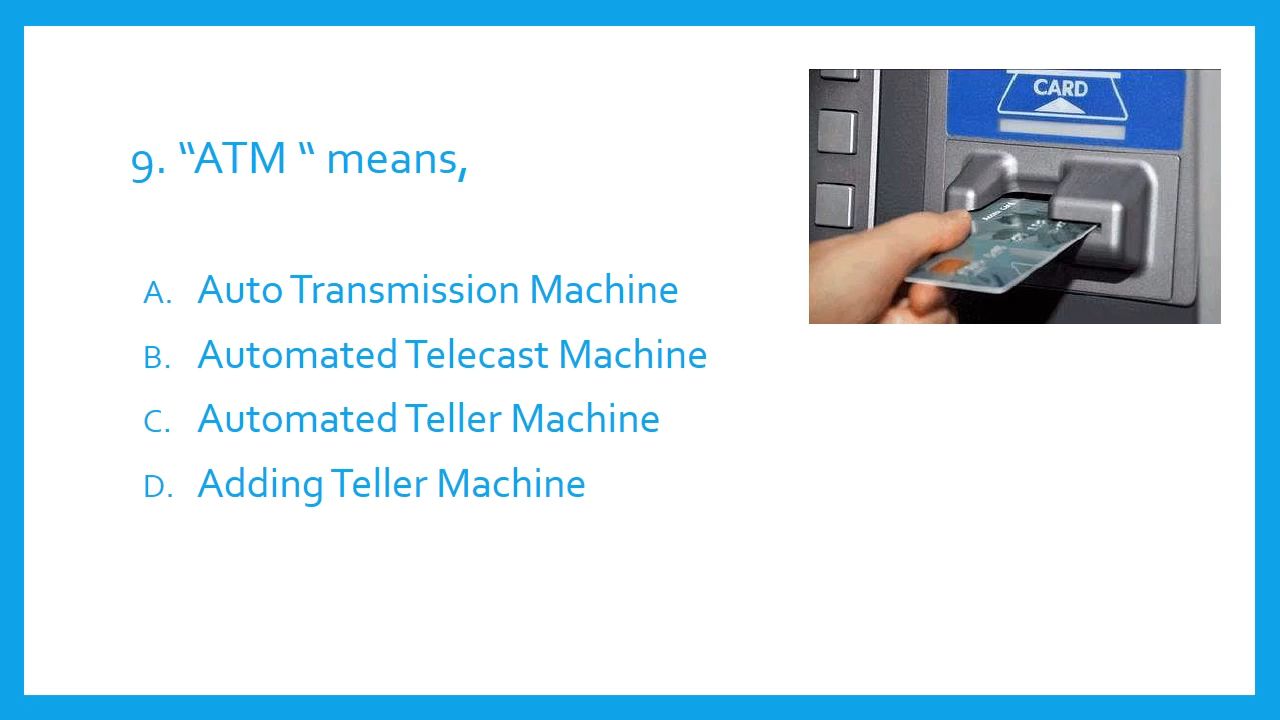 9. “ATM “ means,
A. Auto Transmission Machine
B. Automated Telecast Machine
C. Automated Teller Machine
D. Adding Teller Machine
CARD